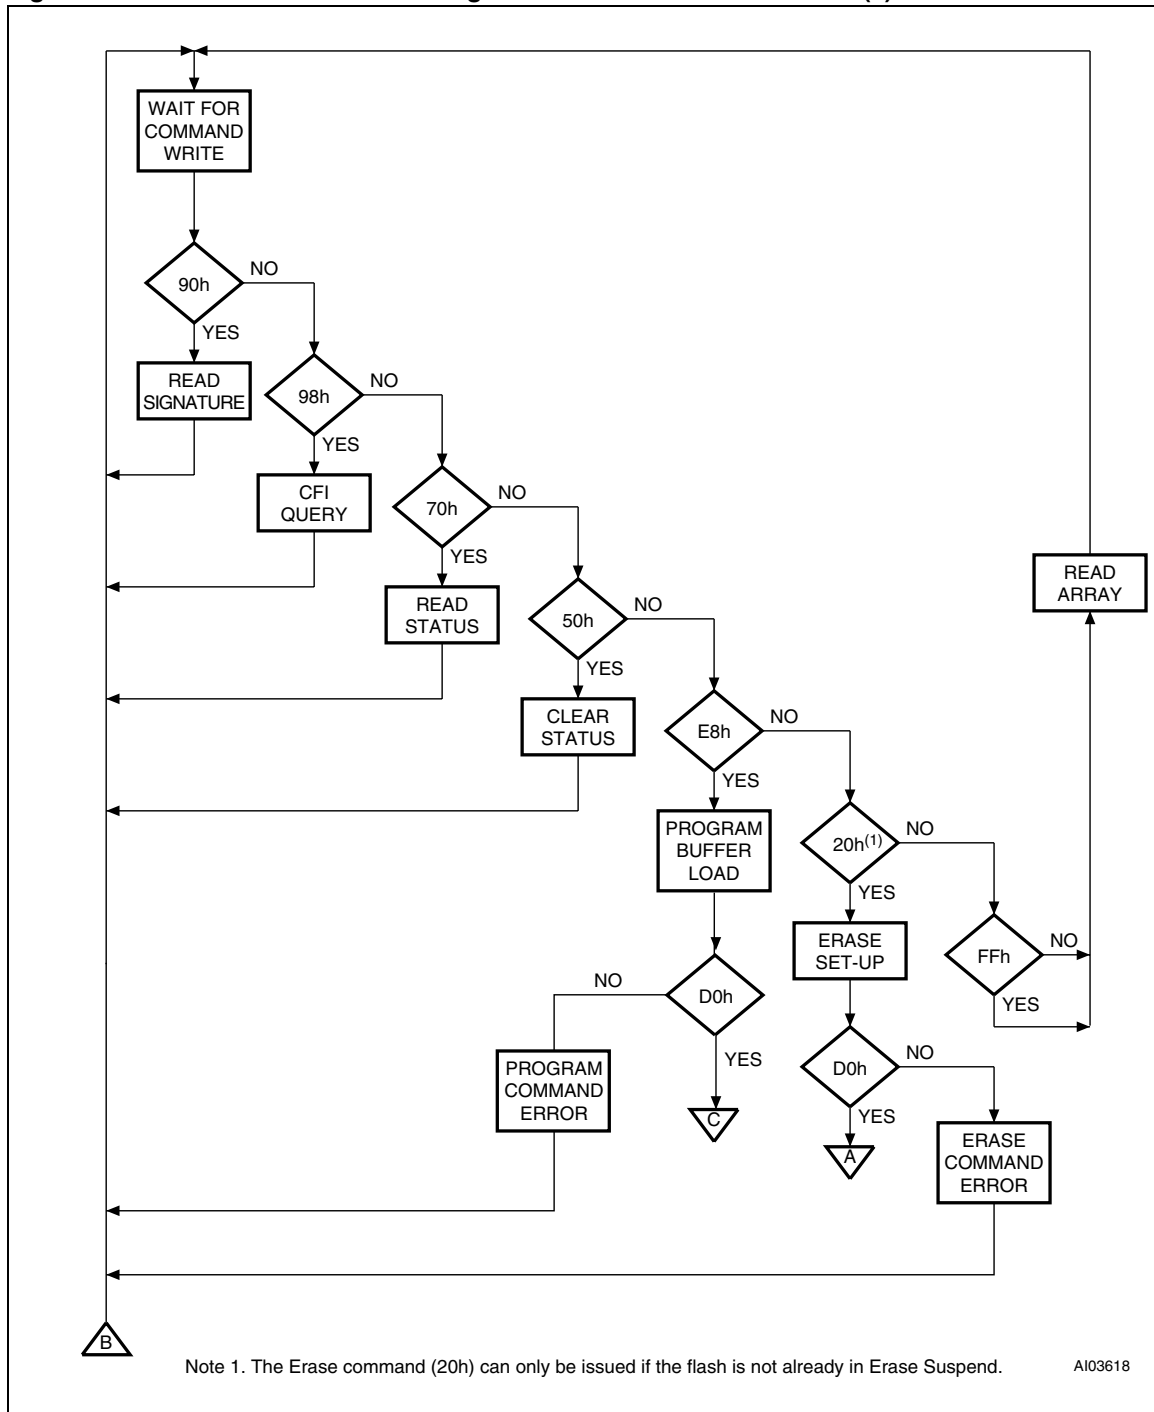 WAIT FOR
COMMAND
WRITE
90h
NO
YES
READ
SIGNATURE
98h
NO
YES
CFI
QUERY
70h
NO
YES
READ
STATUS
50h
NO
YES
CLEAR
STATUS
READ
ARRAY
E8h
NO
YES
PROGRAM
BUFFER
LOAD
20h(1)
NO
YES
ERASE
SET-UP
FFh
NO
YES
D0h
NO
YES
PROGRAM
COMMAND
ERROR
C
D0h
NO
YES
A
ERASE
COMMAND
ERROR
B
Note 1. The Erase command (20h) can only be issued if the flash is not already in Erase Suspend.
AI03618